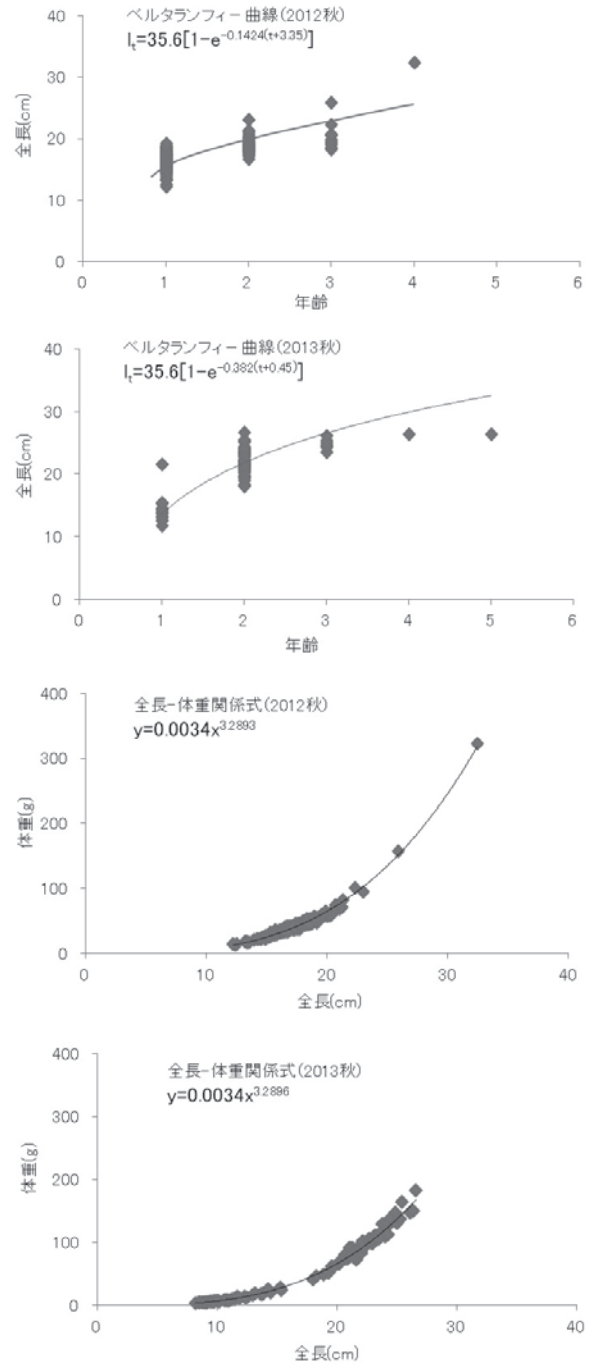 ベルタランフィー曲線(2012秋)
lₜ=35.6[1−e^−0.1424(t+3.35)]
40
30
20
10
0
全長(cm)
0 1 2 3 4 5 6
年齢
ベルタランフィー曲線(2013秋)
lₜ=35.6[1−e^−0.382(t+0.45)]
40
30
20
10
0
全長(cm)
0 1 2 3 4 5 6
年齢
全長-体重関係式(2012秋)
y=0.0034x^3.2893
400
300
200
100
0
体重(g)
0 10 20 30 40
全長(cm)
全長-体重関係式(2013秋)
y=0.0034x^3.2896
400
300
200
100
0
体重(g)
0 10 20 30 40
全長(cm)